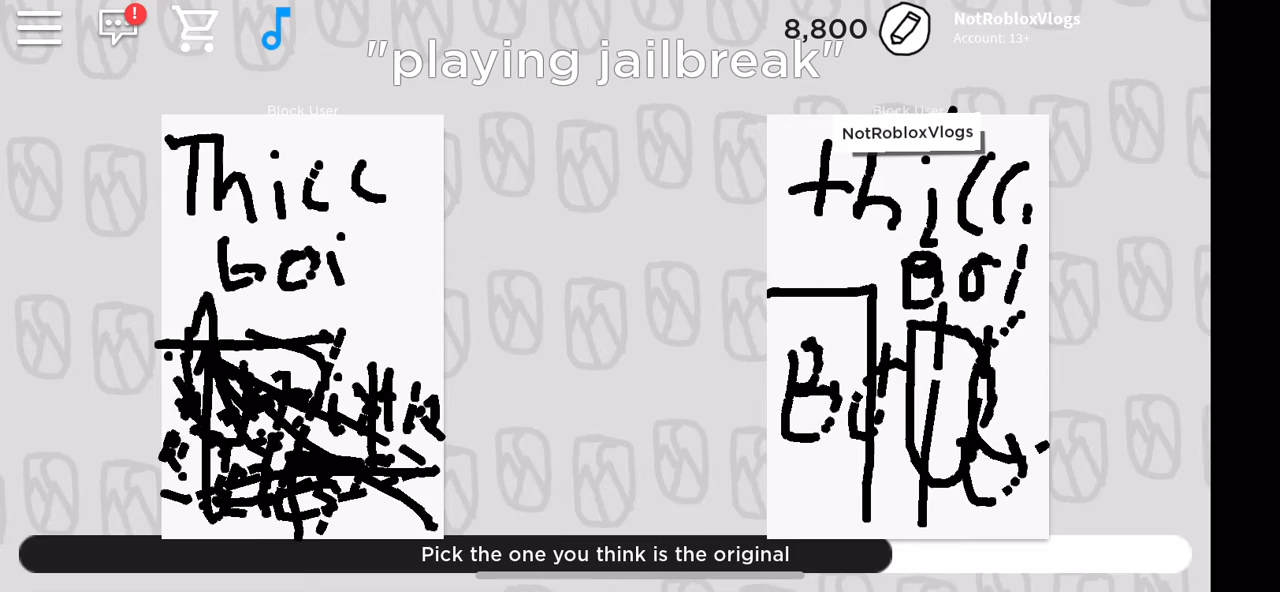 !
8,800
NotRobloxVlogs
Account: 13+
"playing jailbreak"
Block User
Block User
NotRobloxVlogs
Thicc
boi
thicc
Boi
Pick the one you think is the original